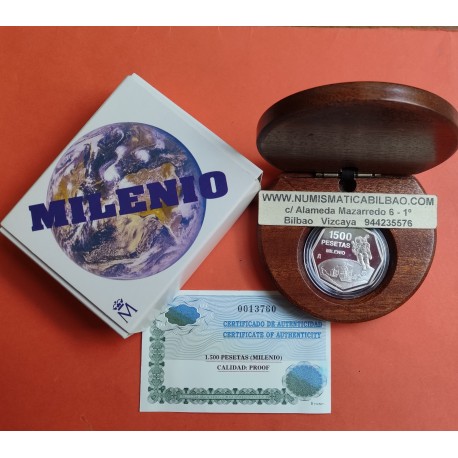 MILENIO
M
WWW.NUMISMATICABILBAO.COM
c/ Alameda Mazarredo 6 - 1º
Bilbao Vizcaya 944235576
1500
PESETAS
MILENIO
0013760
CERTIFICADO DE AUTENTICIDAD
CERTIFICATE OF AUTHENTICITY
1.500 PESETAS (MILENIO)
CALIDAD: PROOF